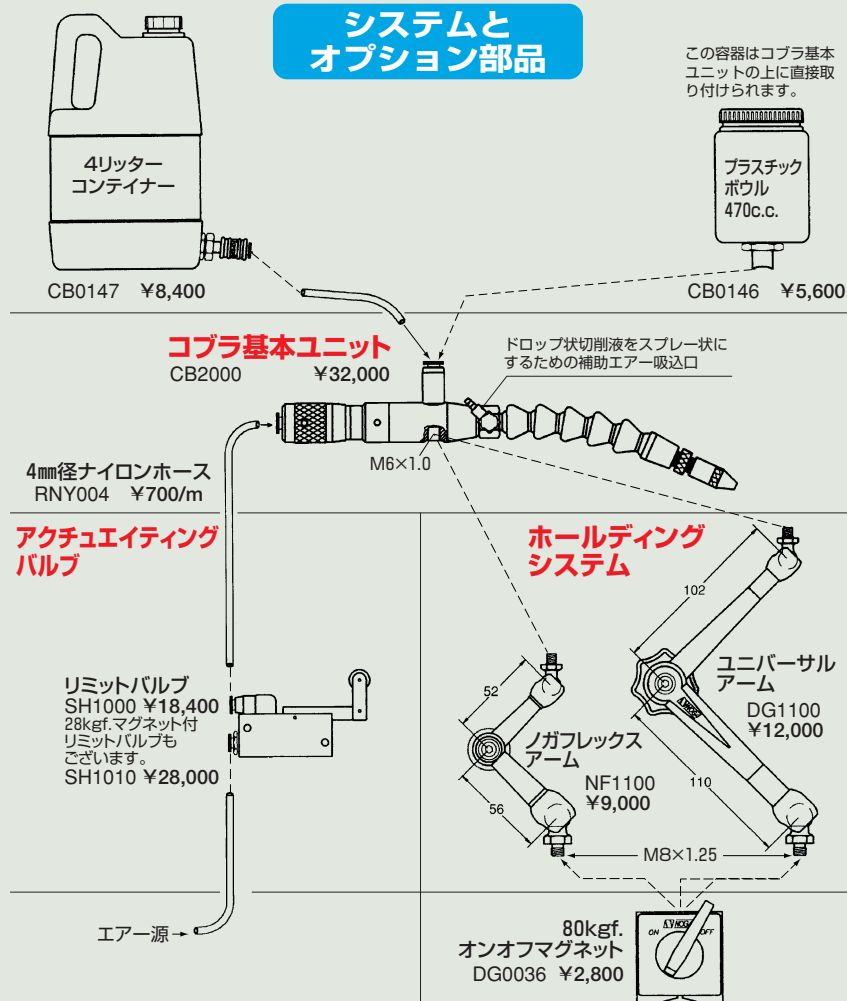 システムと
オプション部品
この容器はコブラ基本
ユニットの上に直接取
り付けられます。
4リッター
コンテイナー
プラスチック
ボウル
470c.c.
CB0147 ¥8,400
CB0146 ¥5,600
コブラ基本ユニット
CB2000 ¥32,000
ドロップ状切削液をスプレー状に
するための補助エアー吸込口
M6×1.0
4mm径ナイロンホース
RNY004 ¥700/m
アクチュエイティング
バルブ
ホールディング
システム
102
ユニバーサル
アーム
DG1100
¥12,000
110
リミットバルブ
SH1000 ¥18,400
28kgf.マグネット付
リミットバルブも
ございます。
SH1010 ¥28,000
52
ノガフレックス
アーム
NF1100
¥9,000
56
M8×1.25
エアー源
80kgf.
オンオフマグネット
DG0036 ¥2,800
ON NOGA OFF